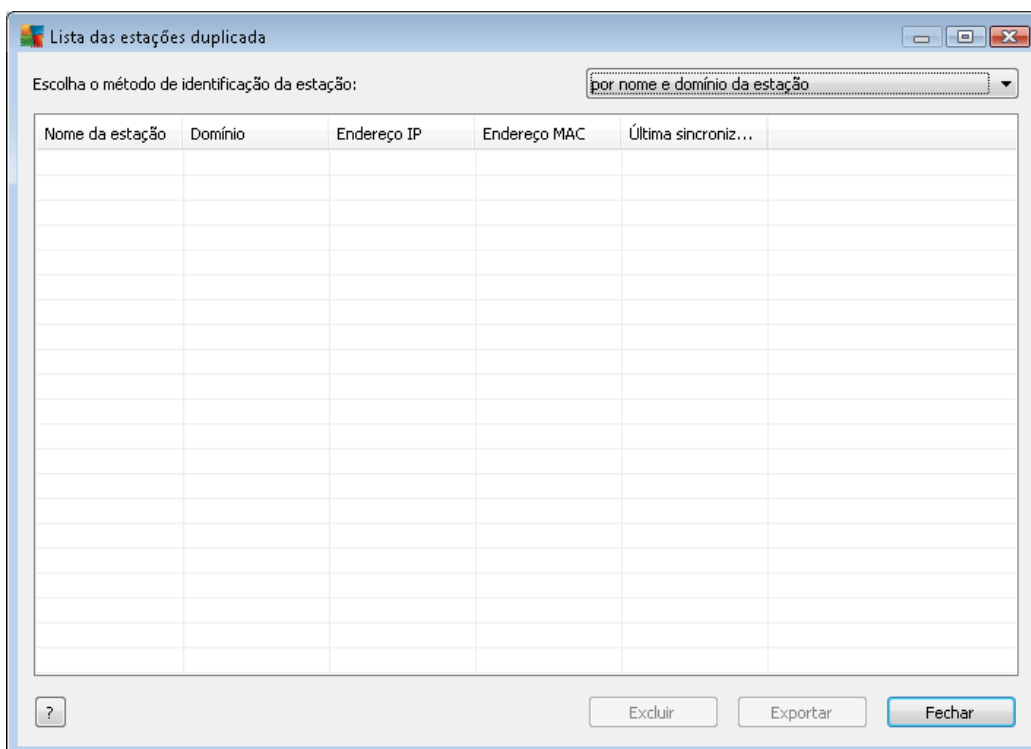 Lista das estações duplicada
Escolha o método de identificação da estação: por nome e domínio da estação
Nome da estação Domínio Endereço IP Endereço MAC Última sincroniz...
? Excluir Exportar Fechar